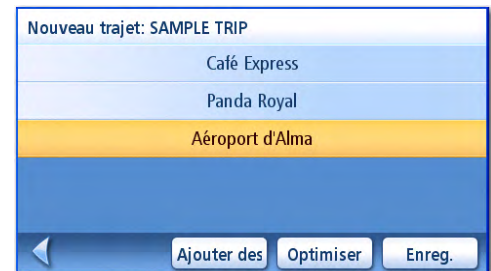 Nouveau trajet: SAMPLE TRIP
Café Express
Panda Royal
Aéroport d'Alma
Ajouter des Optimiser Enreg.